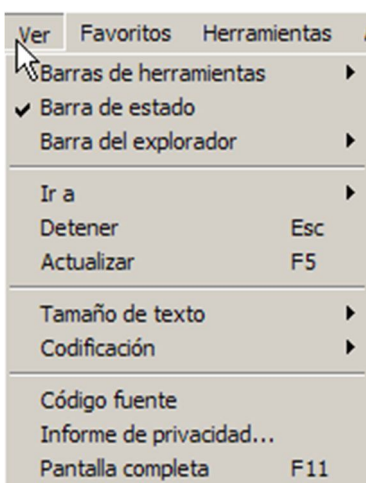 Ver Favoritos Herramientas
Barras de herramientas
Barra de estado
Barra del explorador
Ir a
Detener Esc
Actualizar F5
Tamaño de texto
Codificación
Código fuente
Informe de privacidad...
Pantalla completa F11